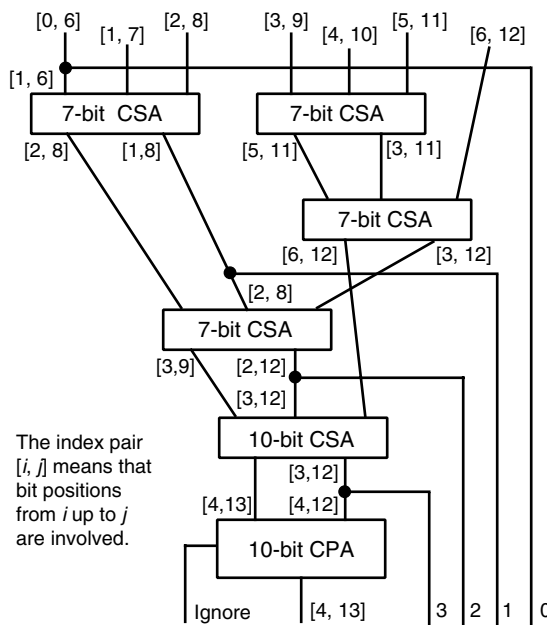 [0, 6]
[1, 7]
[2, 8]
[3, 9]
[4, 10]
[5, 11]
[6, 12]
[1, 6]
7-bit CSA
7-bit CSA
[2, 8]
[1,8]
[5, 11]
[3, 11]
7-bit CSA
[6, 12]
[3, 12]
[2, 8]
7-bit CSA
[3,9]
[2,12]
[3,12]
10-bit CSA
The index pair
[i, j] means that
bit positions
from i up to j
are involved.
[3,12]
[4,13]
[4,12]
10-bit CPA
Ignore
[4, 13]
3
2
1
0